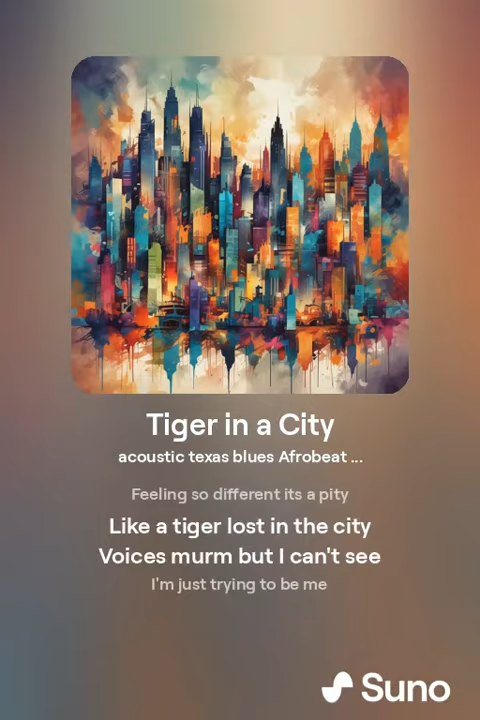 Tiger in a City
acoustic texas blues Afrobeat ...
Feeling so different its a pity
Like a tiger lost in the city
Voices murm but I can't see
I'm just trying to be me
Suno